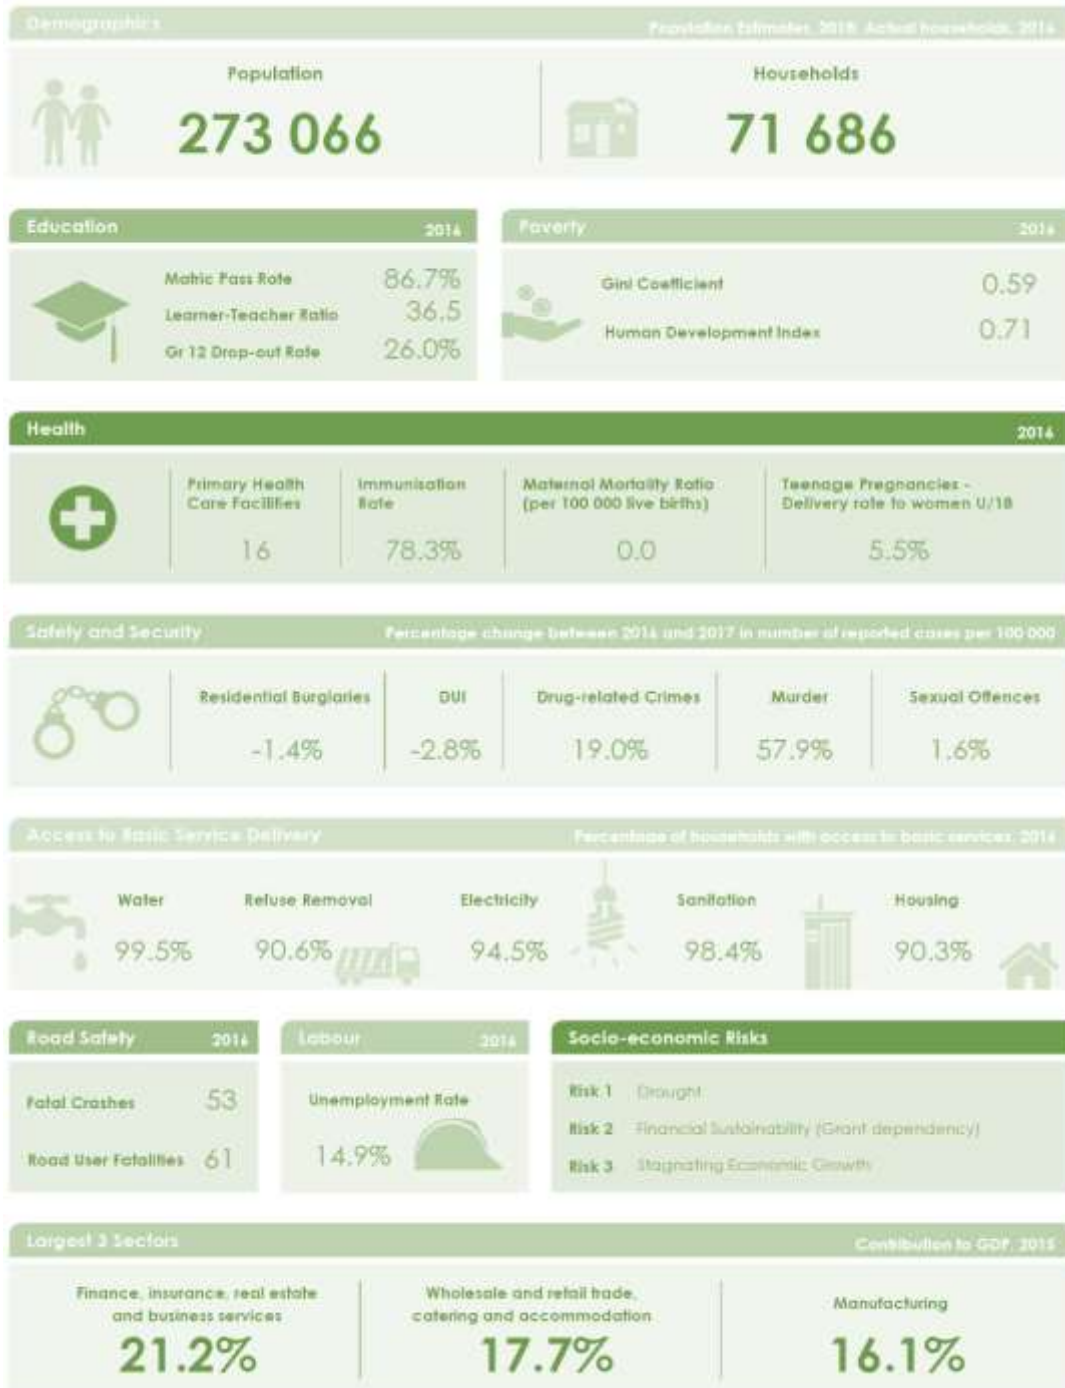 Demographics
Population Estimates, 2018; Actual households, 2016
Population
Households
273 066
71 686
Education
2016
Matric Pass Rate 86.7%
Learner-Teacher Ratio 36.5
Gr 12 Drop-out Rate 26.0%
Poverty
2016
Gini Coefficient 0.59
Human Development Index 0.71
Health
2016
Primary Health
Care Facilities
16
Immunisation
Rate
78.3%
Maternal Mortality Ratio
(per 100 000 live births)
0.0
Teenage Pregnancies -
Delivery rate to women U/18
5.5%
Safety and Security
Percentage change between 2016 and 2017 in number of reported cases per 100 000
Residential Burglaries
-1.4%
DUI
-2.8%
Drug-related Crimes
19.0%
Murder
57.9%
Sexual Offences
1.6%
Access to Basic Service Delivery
Percentage of households with access to basic services, 2016
Water
99.5%
Refuse Removal
90.6%
Electricity
94.5%
Sanitation
98.4%
Housing
90.3%
Road Safety
2016
Fatal Crashes 53
Road User Fatalities 61
Labour
2016
Unemployment Rate
14.9%
Socio-economic Risks
Risk 1 Drought
Risk 2 Financial Sustainability (Grant dependency)
Risk 3 Stagnating Economic Growth
Largest 3 Sectors
Contribution to GDP, 2015
Finance, insurance, real estate
and business services
21.2%
Wholesale and retail trade,
catering and accommodation
17.7%
Manufacturing
16.1%